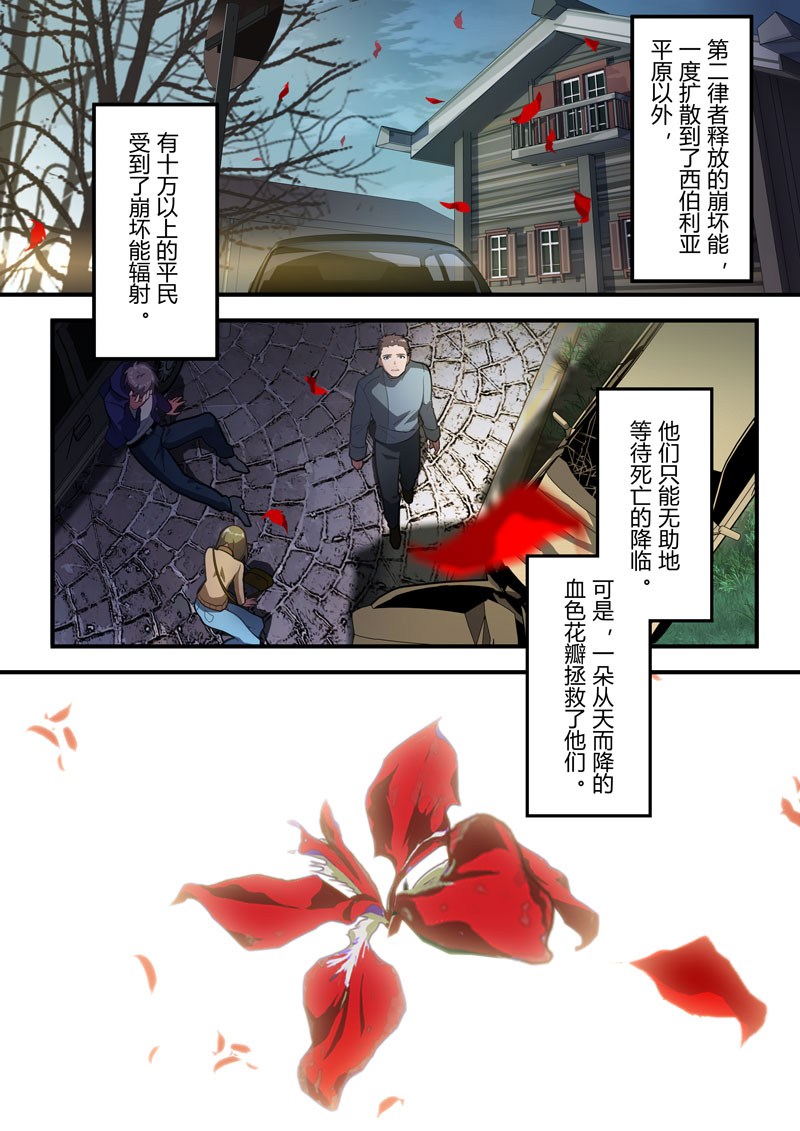 第二律者释放的崩坏能，
一度扩散到了西伯利亚
平原以外，
有十万以上的平民
受到了崩坏能辐射。
他们只能无助地
等待死亡的降临。
可是，一朵从天而降的
血色花瓣拯救了他们。